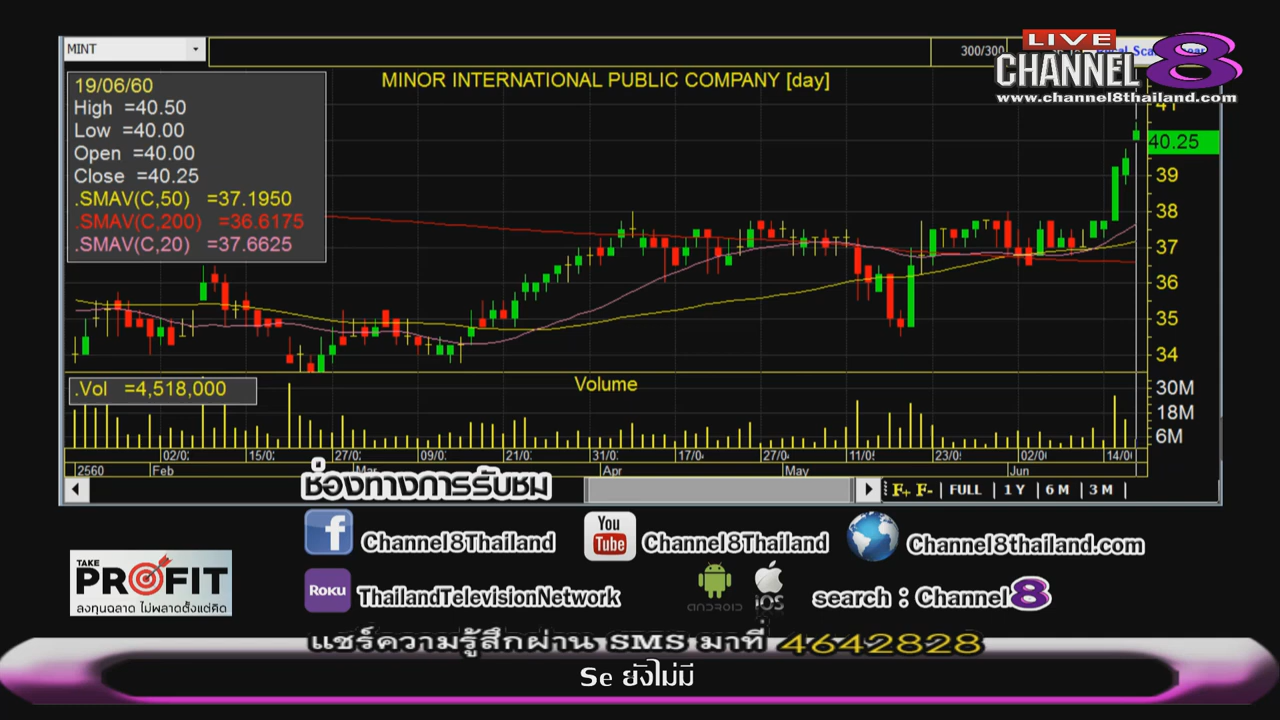 MINT
300/300
LIVE
CHANNEL 8
www.channel8thailand.com
MINOR INTERNATIONAL PUBLIC COMPANY [day]
19/06/60
High =40.50
Low =40.00
Open =40.00
Close =40.25
.SMAV(C,50) =37.1950
.SMAV(C,200) =36.6175
.SMAV(C,20) =37.6625
41
40.25
39
38
37
36
35
34
.Vol =4,518,000
Volume
30M
18M
6M
02/0 15/0 27/0 09/0 21/0 31/0 17/0 27/0 11/0 23/0 02/0 14/0
2560 Feb Mar Apr May Jun
F+ F- | FULL | 1 Y | 6 M | 3 M |
ช่องทางการรับชม
f Channel8Thailand You Tube Channel8Thailand Channel8thailand.com
TAKE PROFIT
ลงทุนฉลาด ไม่พลาดตั้งแต่คิด
ROKU ThailandTelevisionNetwork ANDROID iOS search : Channel8
แชร์ความรู้สึกผ่าน SMS มาที่ 4642828
Se ยังไม่มี